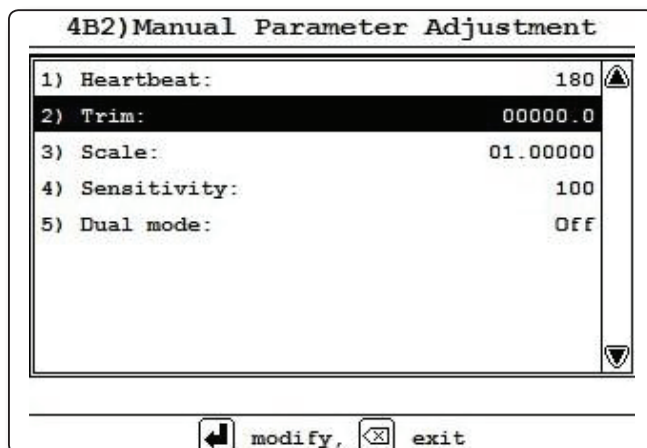 4B2)Manual Parameter Adjustment
1) Heartbeat: 180
2) Trim: 00000.0
3) Scale: 01.00000
4) Sensitivity: 100
5) Dual mode: Off
modify, exit